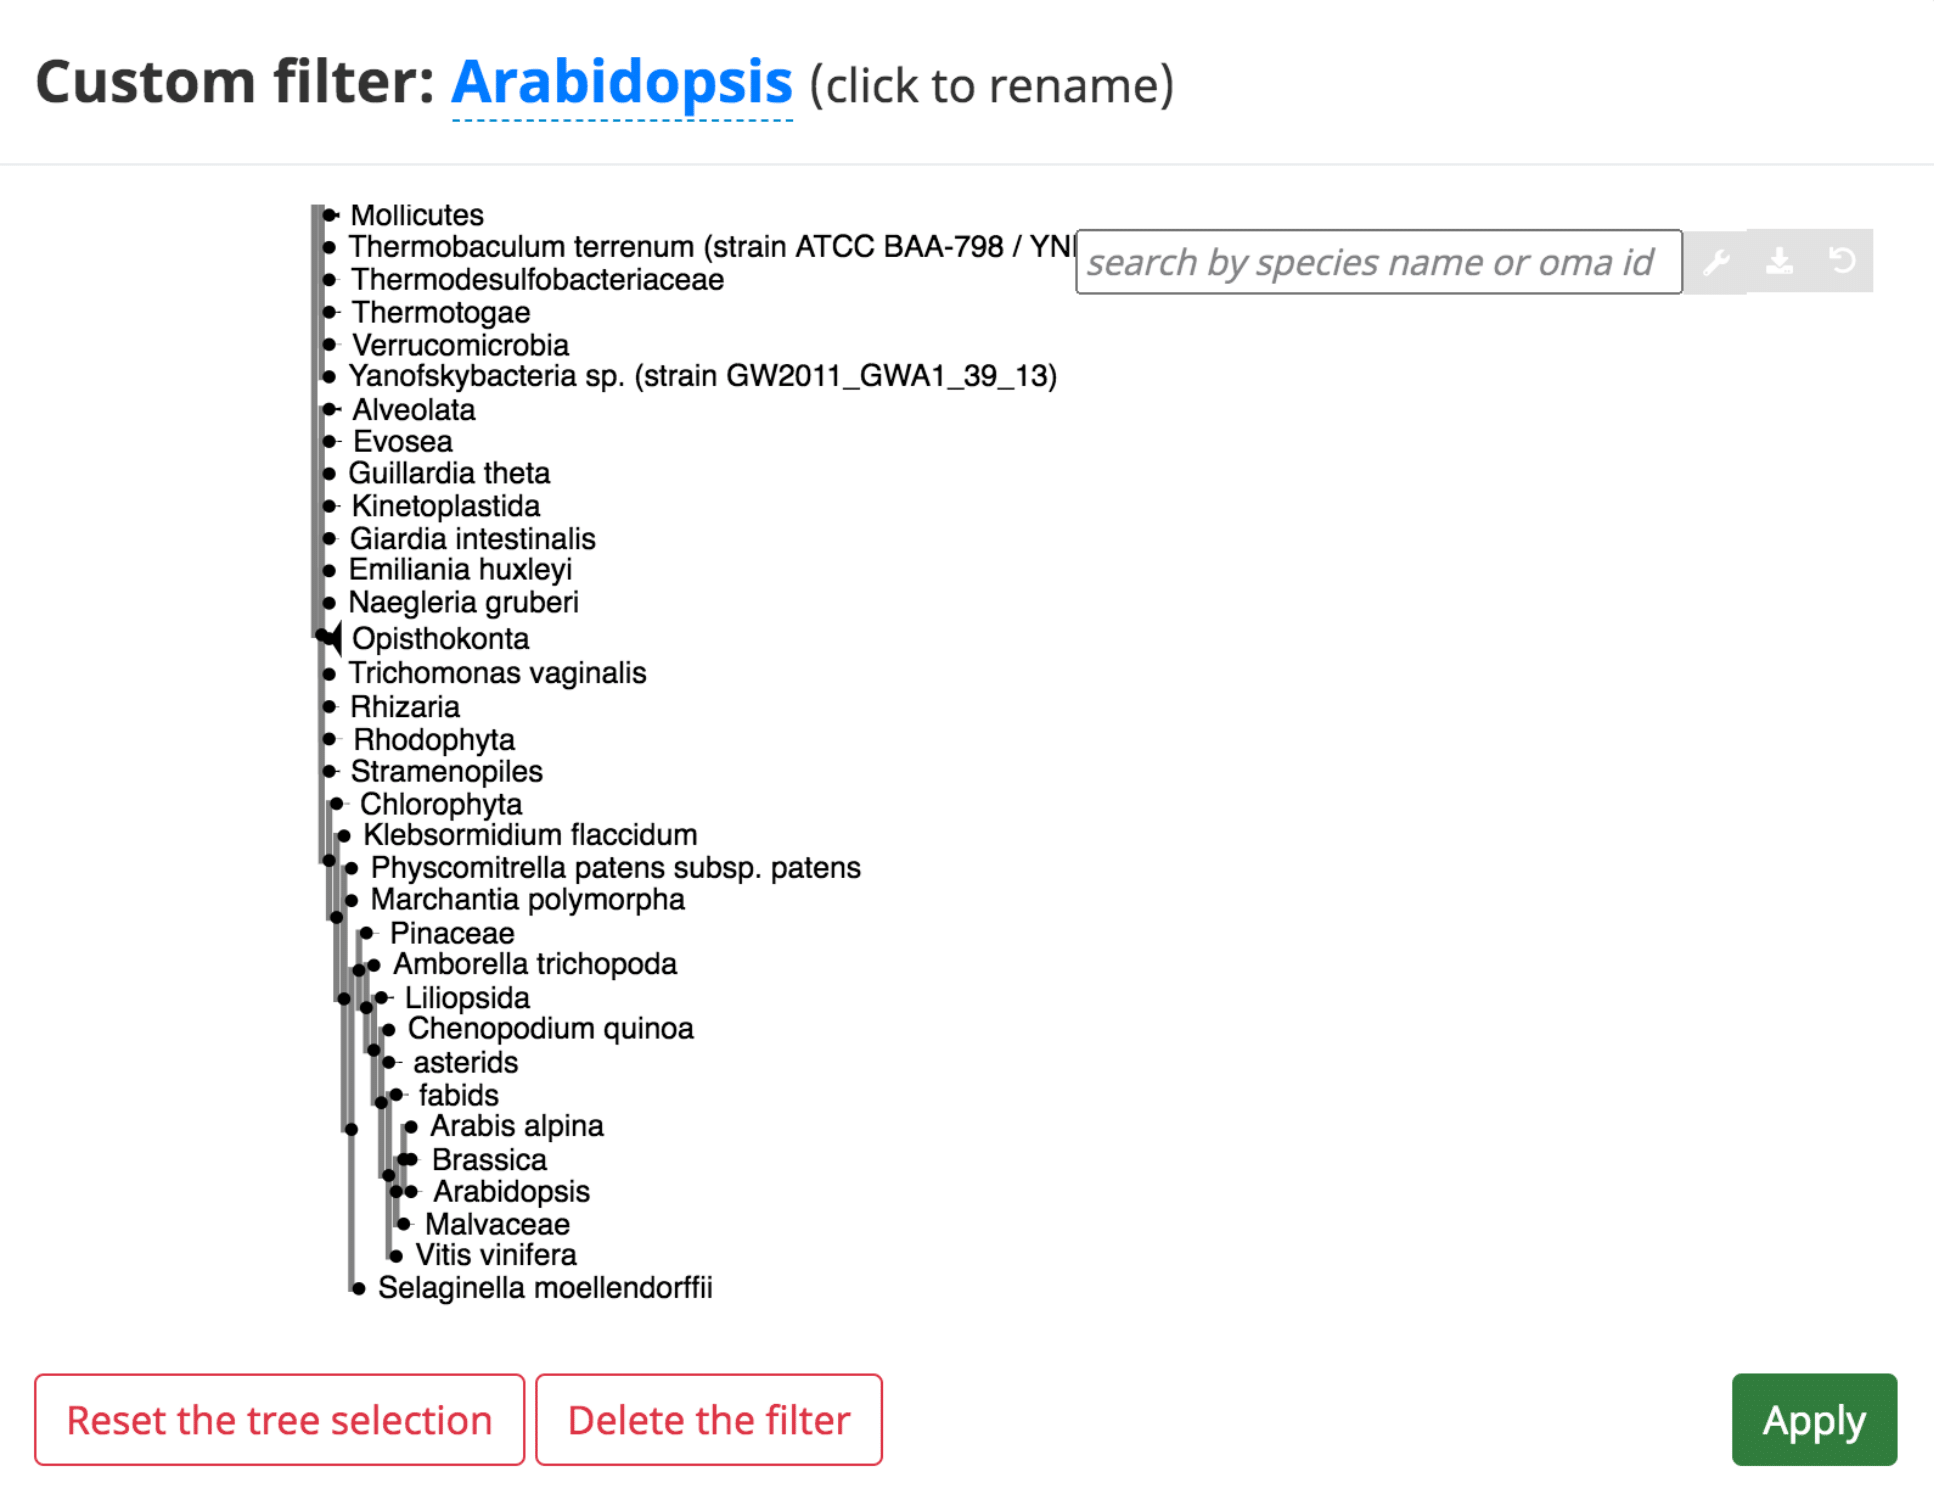 Custom filter: Arabidopsis (click to rename)
Mollicutes
Thermobaculum terrenum (strain ATCC BAA-798 / YN
search by species name or oma id
Thermodesulfobacteriaceae
Thermotogae
Verrucomicrobia
Yanofskybacteria sp. (strain GW2011_GWA1_39_13)
Alveolata
Evosea
Guillardia theta
Kinetoplastida
Giardia intestinalis
Emiliania huxleyi
Naegleria gruberi
Opisthokonta
Trichomonas vaginalis
Rhizaria
Rhodophyta
Stramenopiles
Chlorophyta
Klebsormidium flaccidum
Physcomitrella patens subsp. patens
Marchantia polymorpha
Pinaceae
Amborella trichopoda
Liliopsida
Chenopodium quinoa
asterids
fabids
Arabis alpina
Brassica
Arabidopsis
Malvaceae
Vitis vinifera
Selaginella moellendorffii
Reset the tree selection
Delete the filter
Apply